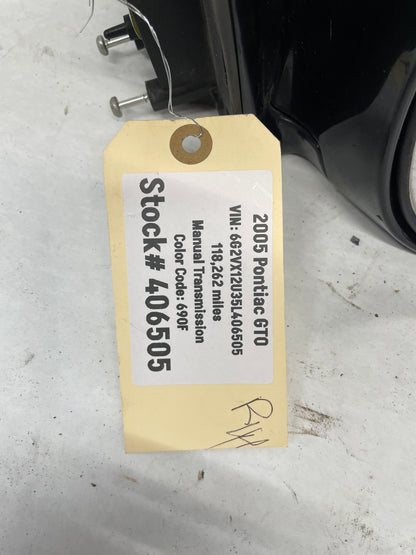 2005 Pontiac GTO
VIN: 6G2VX12U35L406505
118,262 miles
Manual Transmission
Color Code: 690F
Stock# 406505